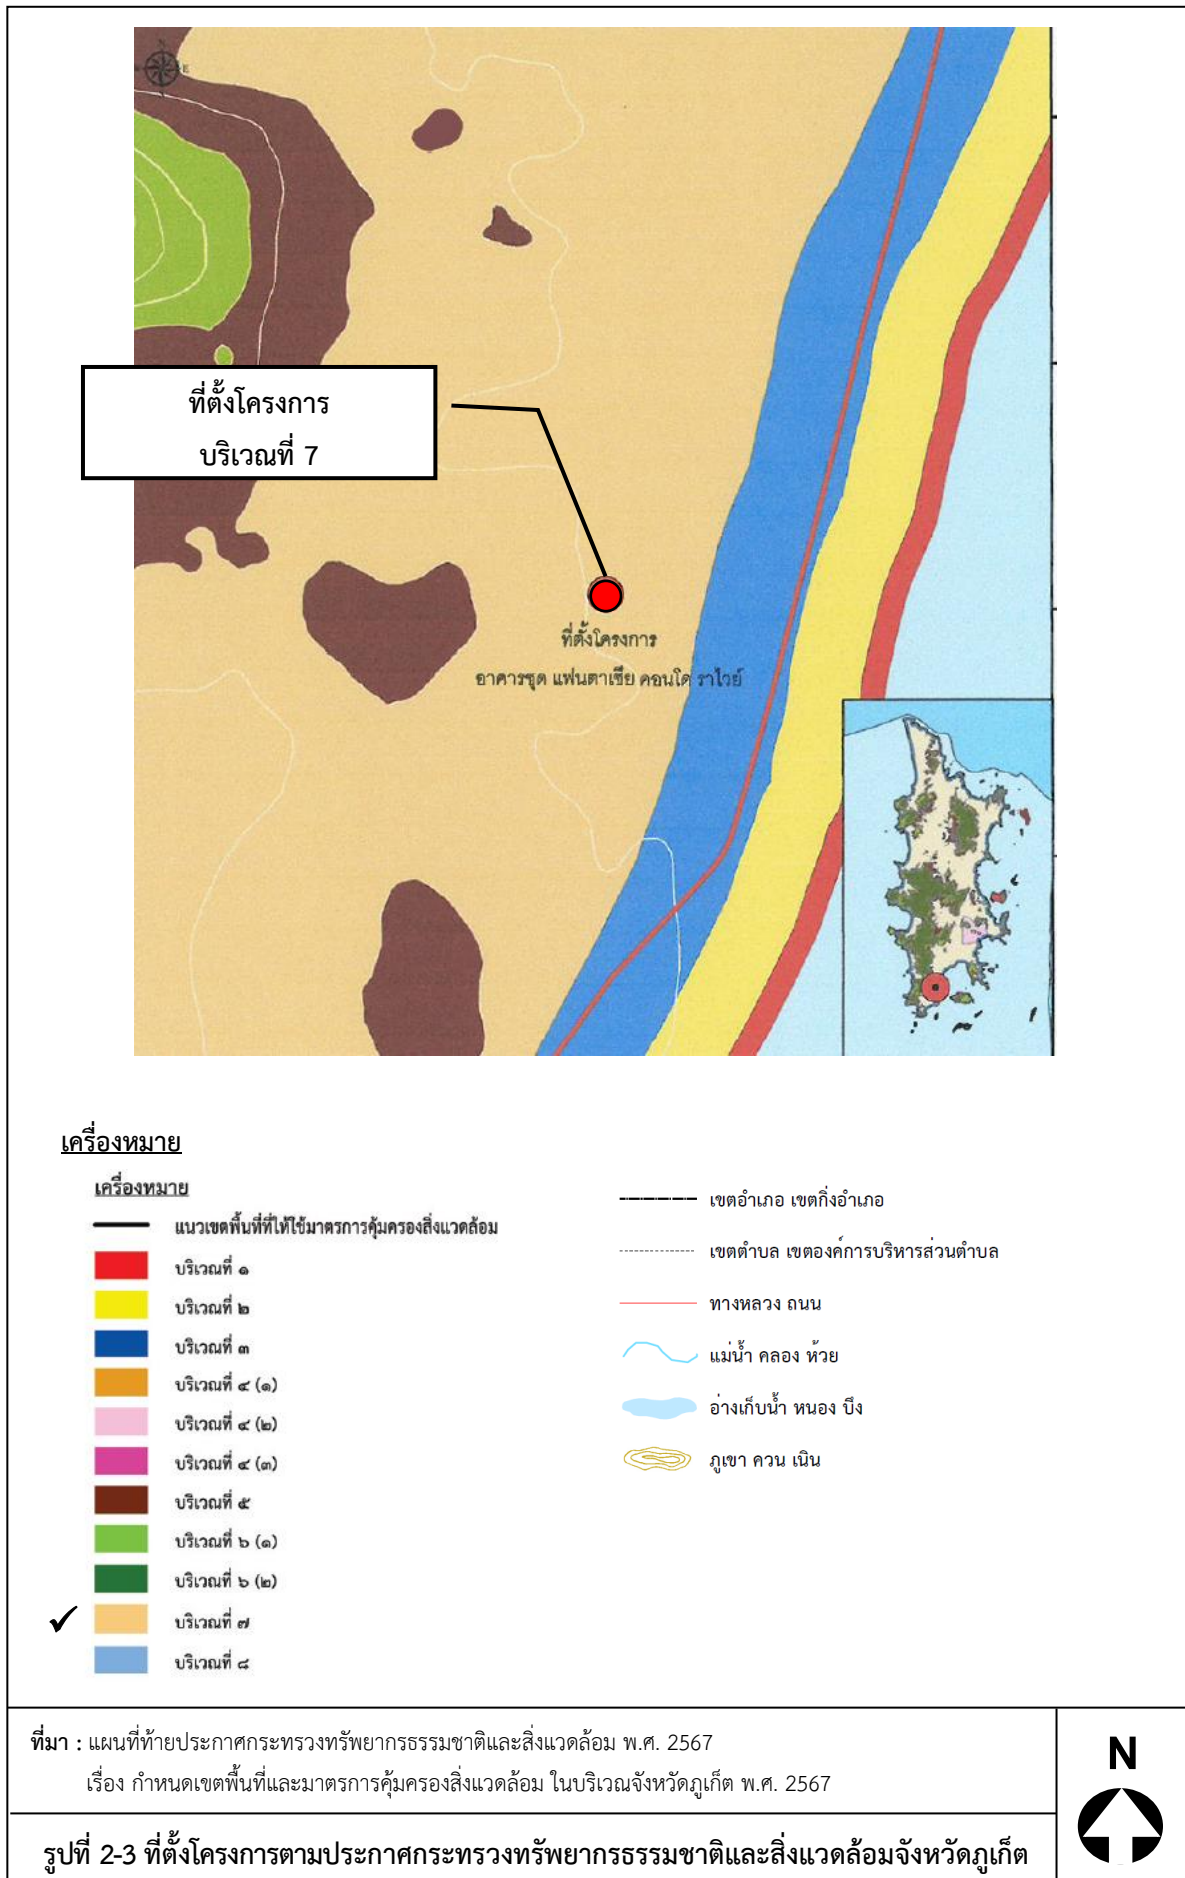 E
ที่ตั้งโครงการ
บริเวณที่ 7
ที่ตั้งโครงการ
อาคารชุด แฟนตาเซีย คอนโด ราไวย์
เครื่องหมาย
เครื่องหมาย
แนวเขตพื้นที่ที่ให้ใช้มาตรการคุ้มครองสิ่งแวดล้อม
บริเวณที่ ๑
บริเวณที่ ๒
บริเวณที่ ๓
บริเวณที่ ๔ (๑)
บริเวณที่ ๔ (๒)
บริเวณที่ ๔ (๓)
บริเวณที่ ๕
บริเวณที่ ๖ (๑)
บริเวณที่ ๖ (๒)
บริเวณที่ ๗
บริเวณที่ ๘
เขตอำเภอ เขตกิ่งอำเภอ
เขตตำบล เขตองค์การบริหารส่วนตำบล
ทางหลวง ถนน
แม่น้ำ คลอง ห้วย
อ่างเก็บน้ำ หนอง บึง
ภูเขา ควน เนิน
ที่มา : แผนที่ท้ายประกาศกระทรวงทรัพยากรธรรมชาติและสิ่งแวดล้อม พ.ศ. 2567
เรื่อง กำหนดเขตพื้นที่และมาตรการคุ้มครองสิ่งแวดล้อม ในบริเวณจังหวัดภูเก็ต พ.ศ. 2567
N
รูปที่ 2-3 ที่ตั้งโครงการตามประกาศกระทรวงทรัพยากรธรรมชาติและสิ่งแวดล้อมจังหวัดภูเก็ต